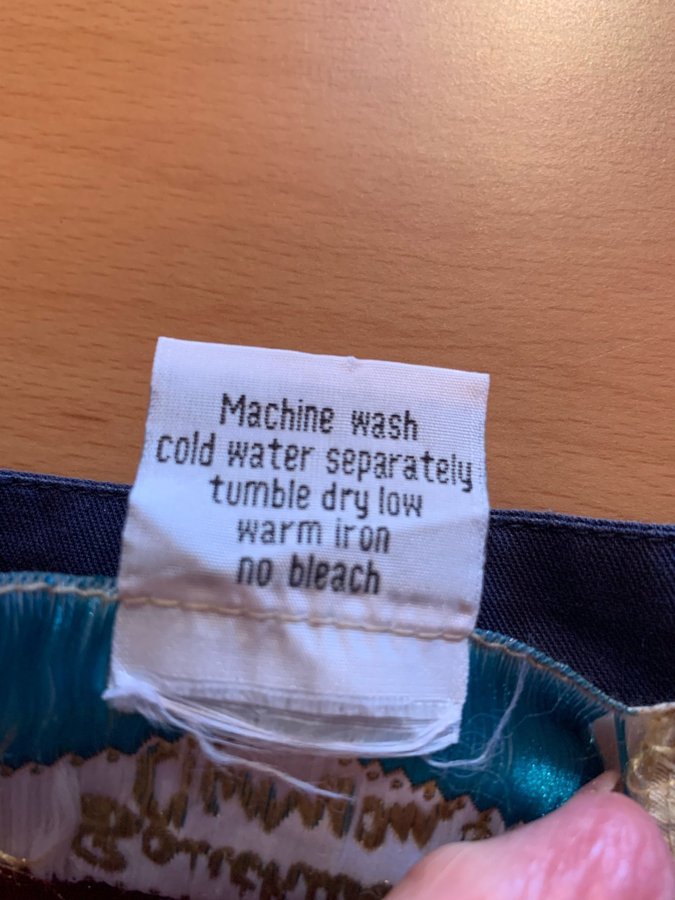 Machine wash
cold water separately
tumble dry low
warm iron
no bleach